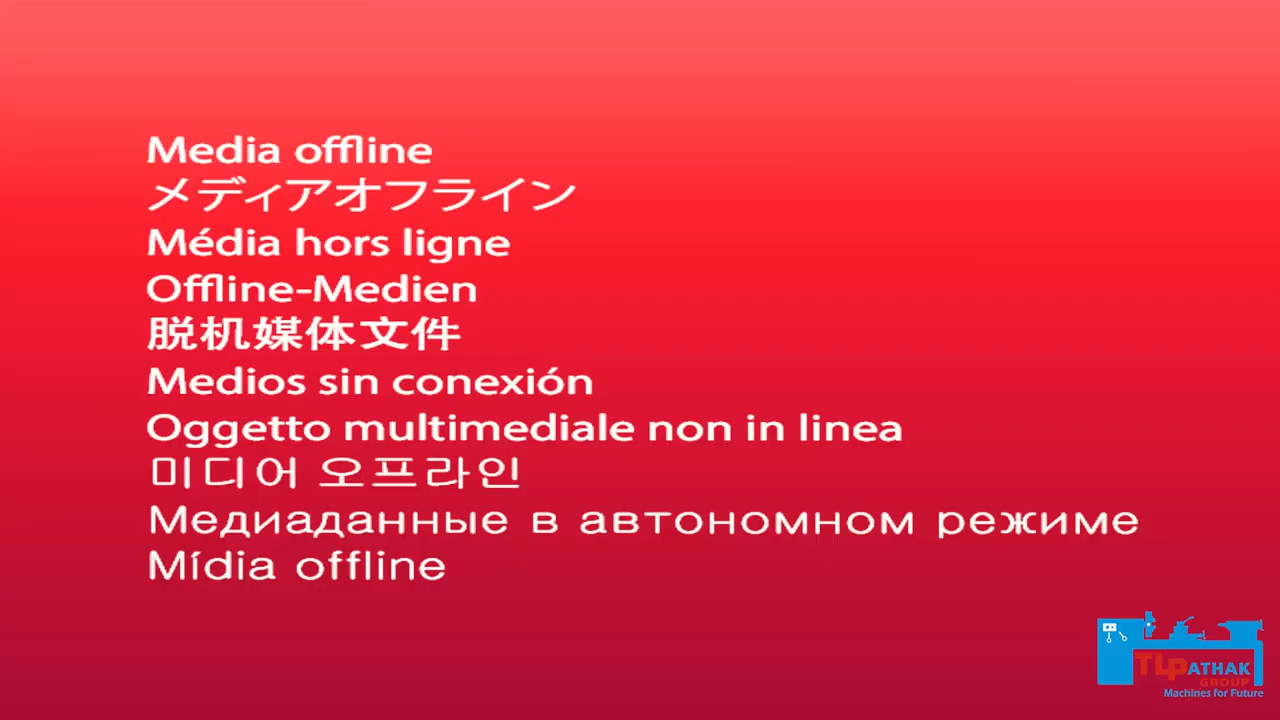 Media offline
メディアオフライン
Média hors ligne
Offline-Medien
脱机媒体文件
Medios sin conexión
Oggetto multimediale non in linea
미디어 오프라인
Медиаданные в автономном режиме
Mídia offline
TLPATHAK
GROUP
Machines for Future